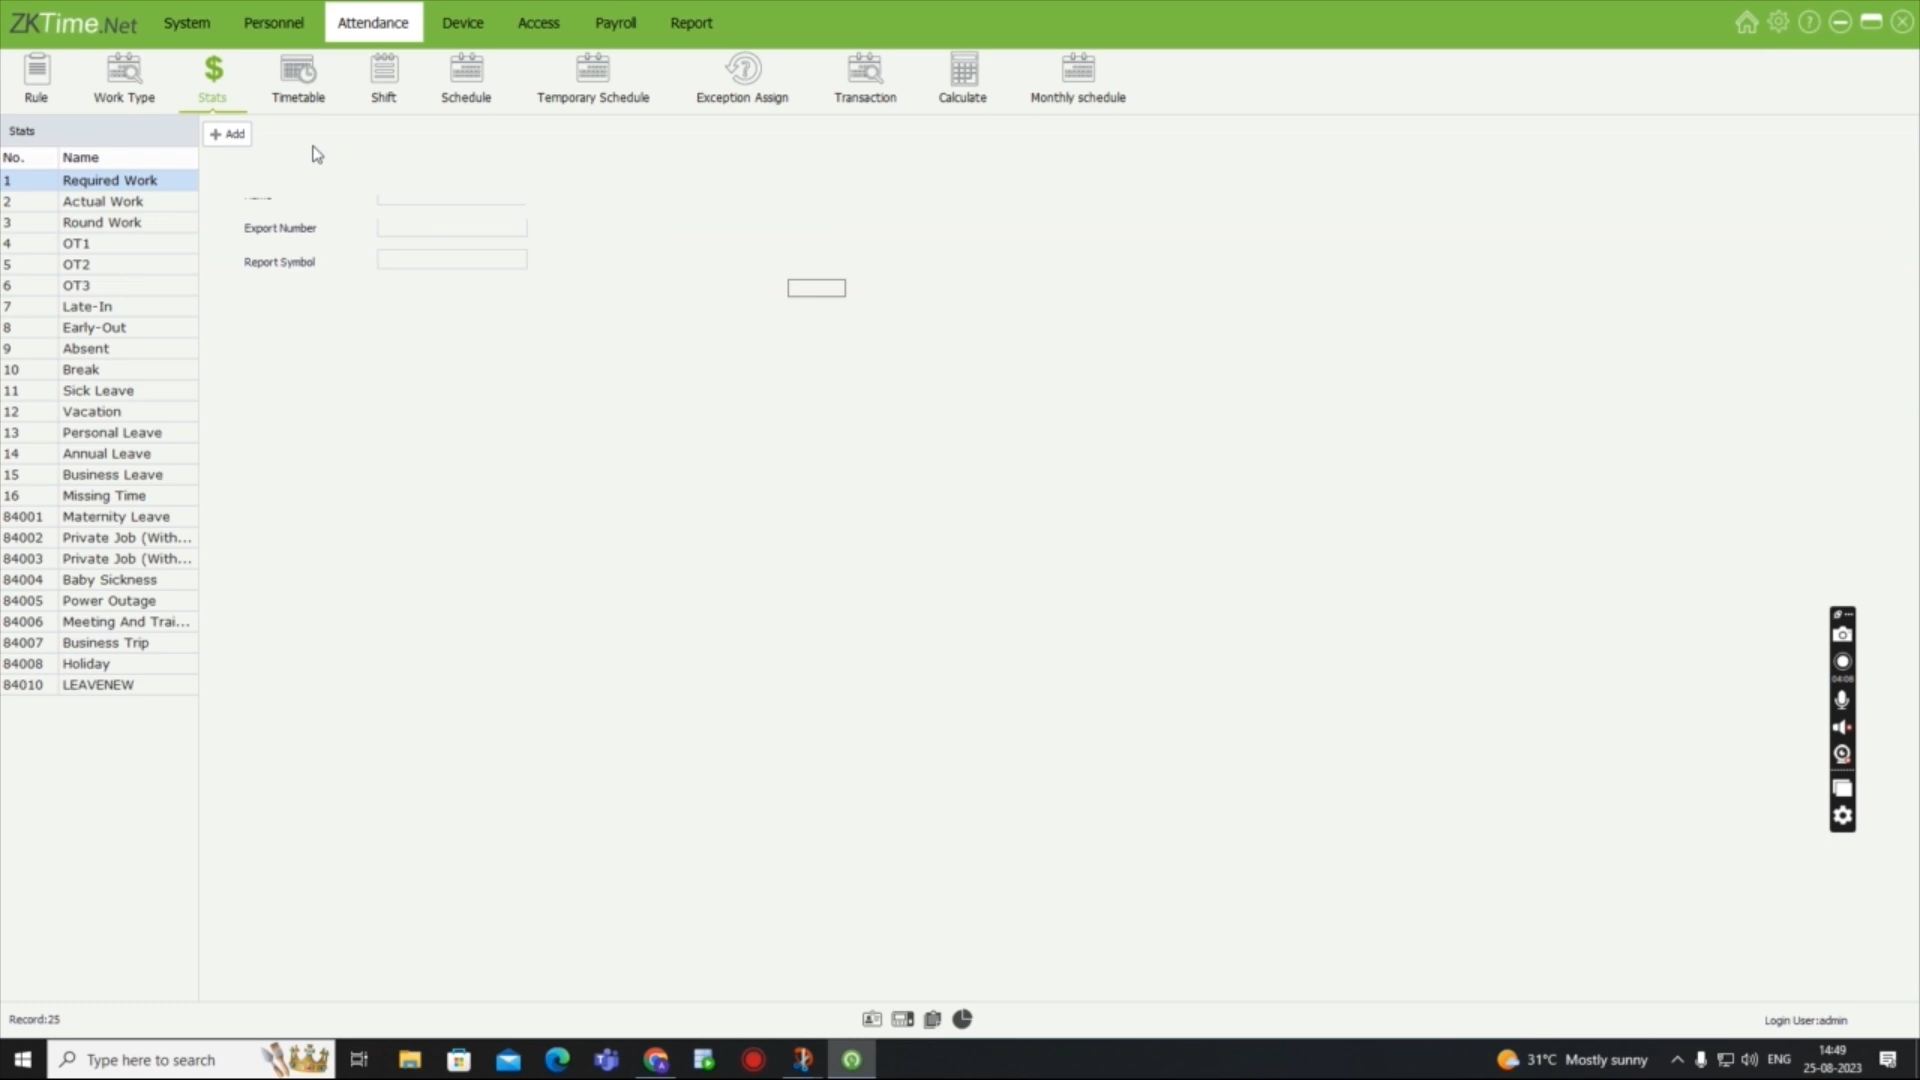 ZKTime.Net System Personnel Attendance Device Access Payroll Report
Rule Work Type Stats Timetable Shift Schedule Temporary Schedule Exception Assign Transaction Calculate Monthly schedule
Stats
+ Add
No. Name
1 Required Work
2 Actual Work
3 Round Work
4 OT1
5 OT2
6 OT3
7 Late-In
8 Early-Out
9 Absent
10 Break
11 Sick Leave
12 Vacation
13 Personal Leave
14 Annual Leave
15 Business Leave
16 Missing Time
84001 Maternity Leave
84002 Private Job (With...
84003 Private Job (With...
84004 Baby Sickness
84005 Power Outage
84006 Meeting And Trai...
84007 Business Trip
84008 Holiday
84010 LEAVENEW
Export Number
Report Symbol
04:08
Record:25
Login User:admin
Type here to search
31°C Mostly sunny
ENG
14:49
25-08-2023